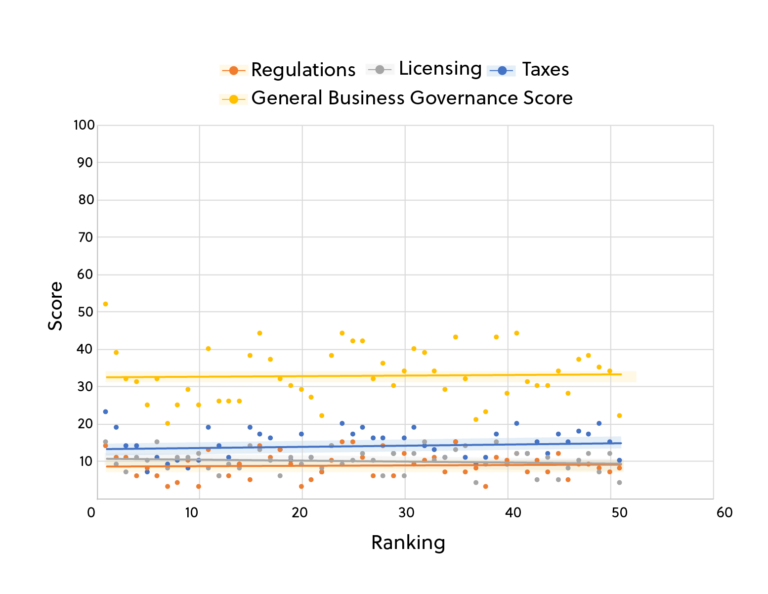 Regulations Licensing Taxes
General Business Governance Score
100
90
80
70
60
50
40
30
20
10
0 10 20 30 40 50 60
Score
Ranking